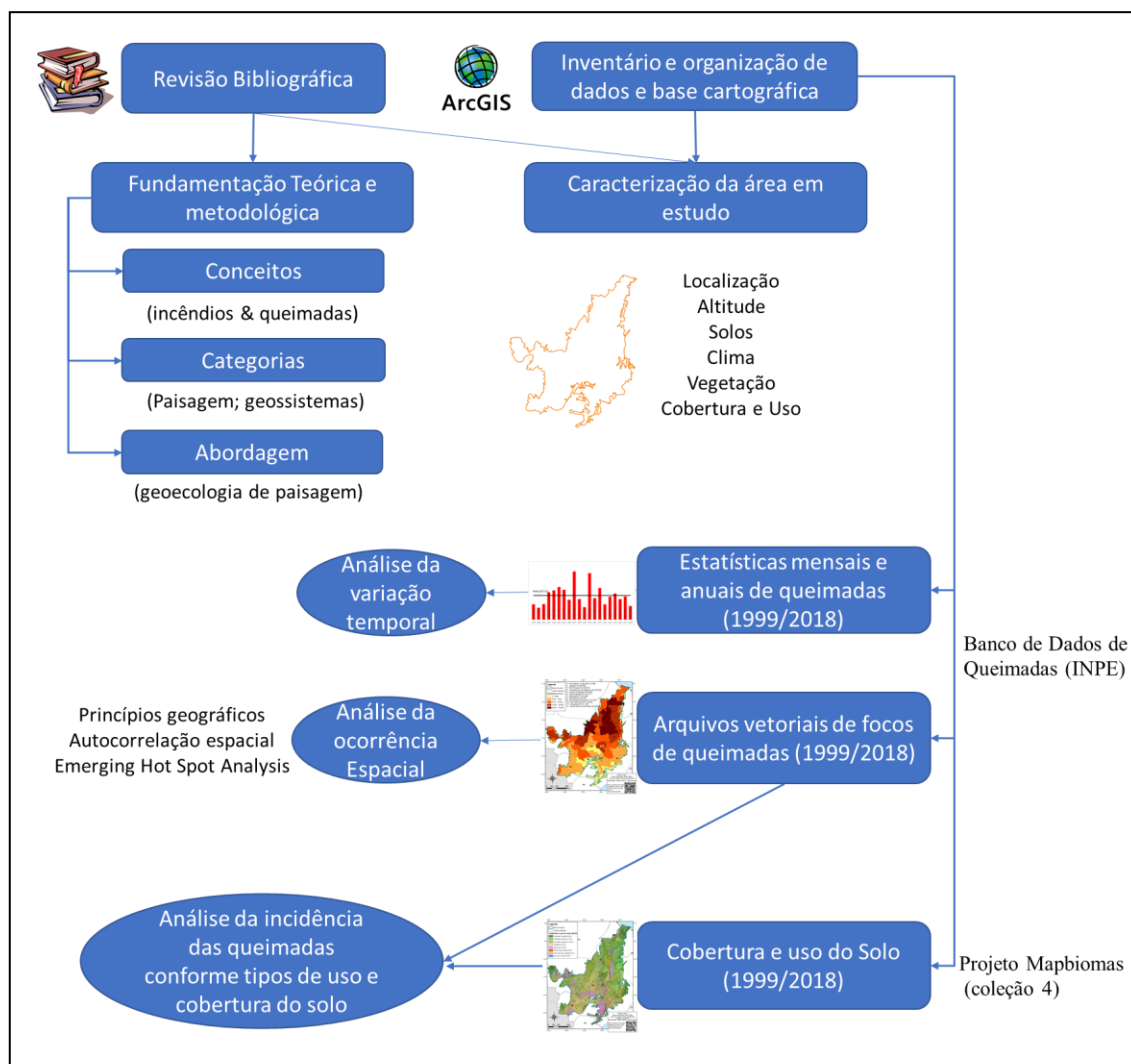 Revisão Bibliográfica
ArcGIS
Inventário e organização de
dados e base cartográfica
Fundamentação Teórica e
metodológica
Caracterização da área em
estudo
Conceitos
(incêndios & queimadas)
Categorias
(Paisagem; geossistemas)
Abordagem
(geoecologia de paisagem)
Localização
Altitude
Solos
Clima
Vegetação
Cobertura e Uso
Análise da
variação
temporal
Estatísticas mensais e
anuais de queimadas
(1999/2018)
Banco de Dados de
Queimadas (INPE)
Princípios geográficos
Autocorrelação espacial
Emerging Hot Spot Analysis
Análise da
ocorrência
Espacial
Arquivos vetoriais de focos
de queimadas (1999/2018)
Análise da incidência
das queimadas
conforme tipos de uso e
cobertura do solo
Cobertura e uso do Solo
(1999/2018)
Projeto Mapbiomas
(coleção 4)